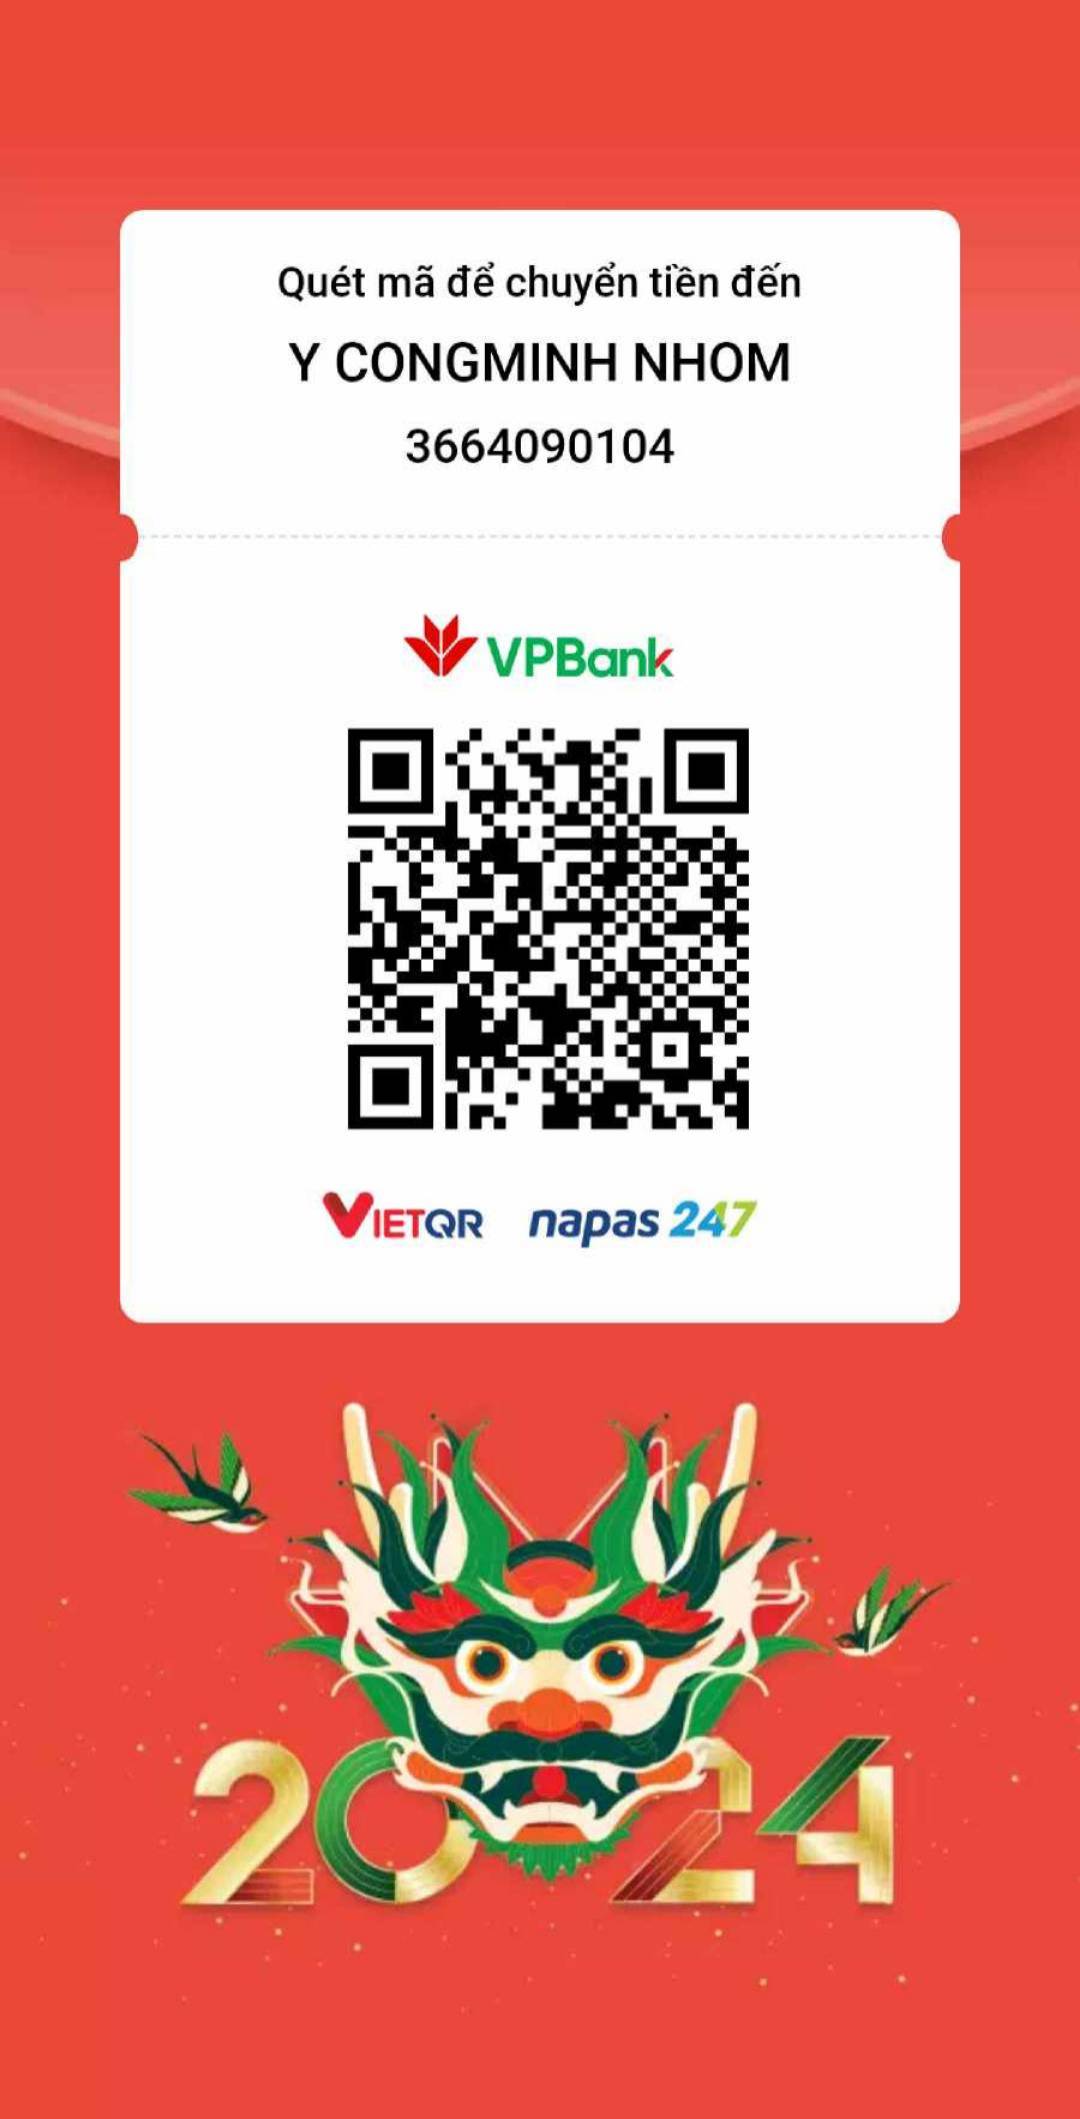 Quét mã để chuyển tiền đến
Y CONGMINH NHOM
3664090104
VPBank
VIETQR napas 247
2024